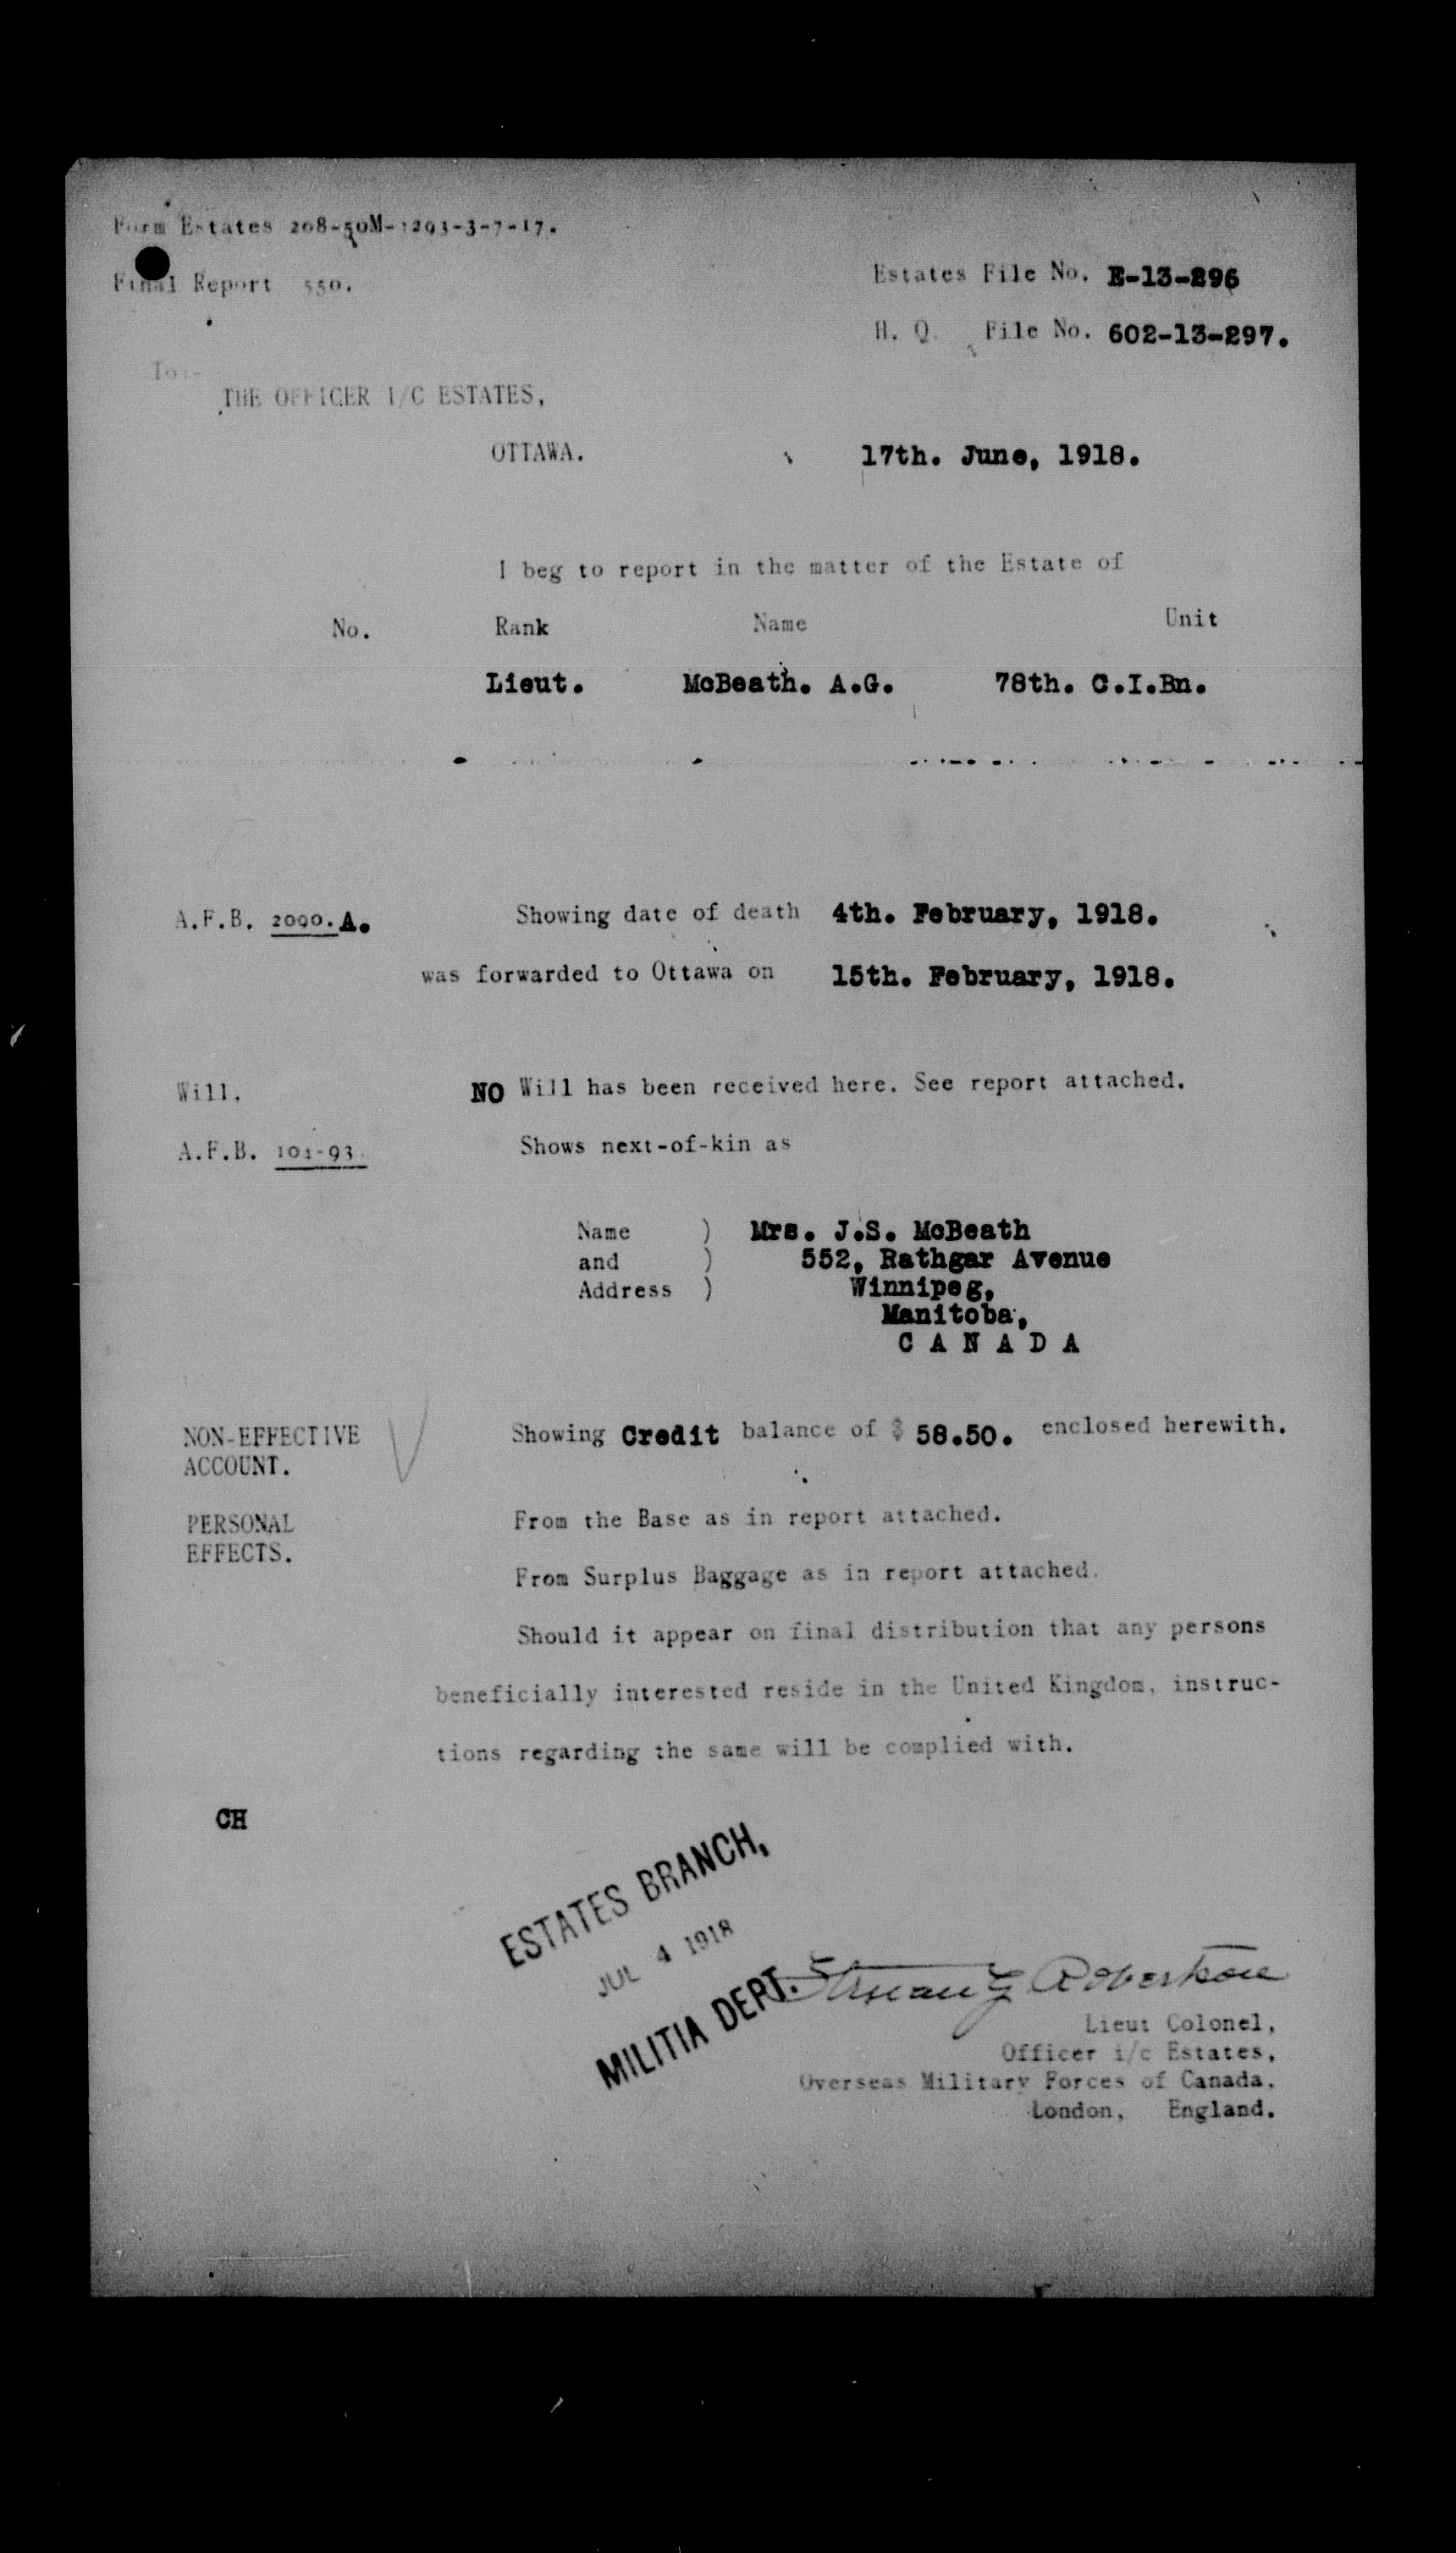 Form Estates 208-50M-1293-3-7-17.
Final Report 550.
Estates File No. E-13-296
H. Q. File No. 602-13-297.
To:-
THE OFFICER I/C ESTATES,
OTTAWA. 17th. June, 1918.
I beg to report in the matter of the Estate of
No. Rank Name Unit
Lieut. McBeath. A.G. 78th. C.I.Bn.
A.F.B. 2090.A. Showing date of death 4th. February, 1918.
was forwarded to Ottawa on 15th. February, 1918.
Will. NO Will has been received here. See report attached.
A.F.B. 101-93. Shows next-of-kin as
Name ) Mrs. J.S. McBeath
and ) 552, Rathgar Avenue
Address ) Winnipeg,
Manitoba,
C A N A D A
NON-EFFECTIVE Showing Credit balance of $ 58.50. enclosed herewith.
ACCOUNT.
PERSONAL From the Base as in report attached.
EFFECTS.
From Surplus Baggage as in report attached.
Should it appear on final distribution that any persons
beneficially interested reside in the United Kingdom, instruc-
tions regarding the same will be complied with.
CH
ESTATES BRANCH,
JUL 4 1918
MILITIA DEPT.
Robertson
Lieut Colonel,
Officer i/c Estates,
Overseas Military Forces of Canada.
London, England.